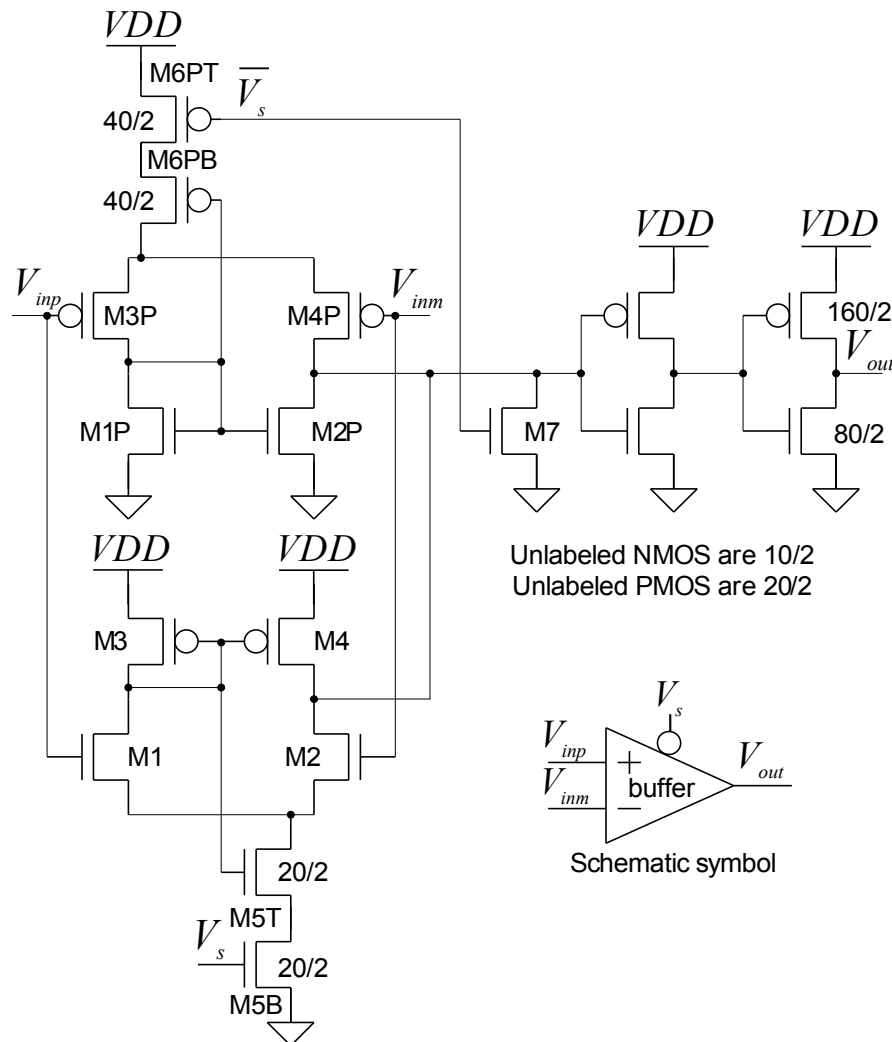 VDD
M6PT
V̅s
40/2
M6PB
40/2
VDD
VDD
Vinp
M3P
M4P
Vinm
160/2
Vout
M1P
M2P
M7
80/2
VDD
VDD
Unlabeled NMOS are 10/2
Unlabeled PMOS are 20/2
M3
M4
M1
M2
Vs
Vinp
+
buffer
Vinm
−
Vout
Schematic symbol
20/2
M5T
Vs
20/2
M5B